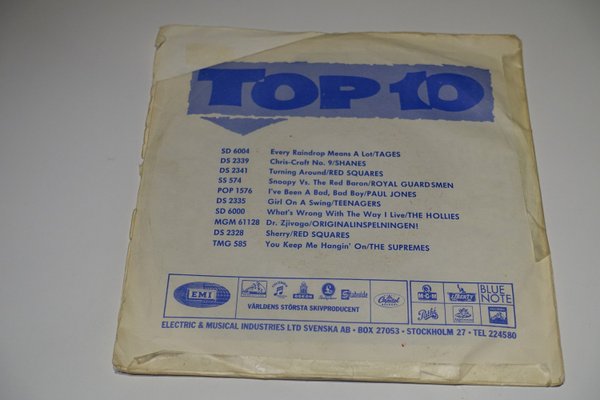 TOP 10
SD 6004 Every Raindrop Means A Lot/TAGES
DS 2339 Chris-Craft No. 9/SHANES
DS 2341 Turning Around/RED SQUARES
SS 574 Snoopy Vs. The Red Baron/ROYAL GUARDSMEN
POP 1576 I've Been A Bad, Bad Boy/PAUL JONES
DS 2335 Girl On A Swing/TEENAGERS
SD 6000 What's Wrong With The Way I Live/THE HOLLIES
MGM 61128 Dr. Zjivago/ORIGINALINSPELNINGEN!
DS 2328 Sherry/RED SQUARES
TMG 585 You Keep Me Hangin' On/THE SUPREMES
EMI
ODEON
Stateside
Capitol
M-G-M
Liberty
BLUE NOTE
VÄRLDENS STÖRSTA SKIVPRODUCENT
ELECTRIC & MUSICAL INDUSTRIES LTD SVENSKA AB • BOX 27053 • STOCKHOLM 27 • TEL 224580